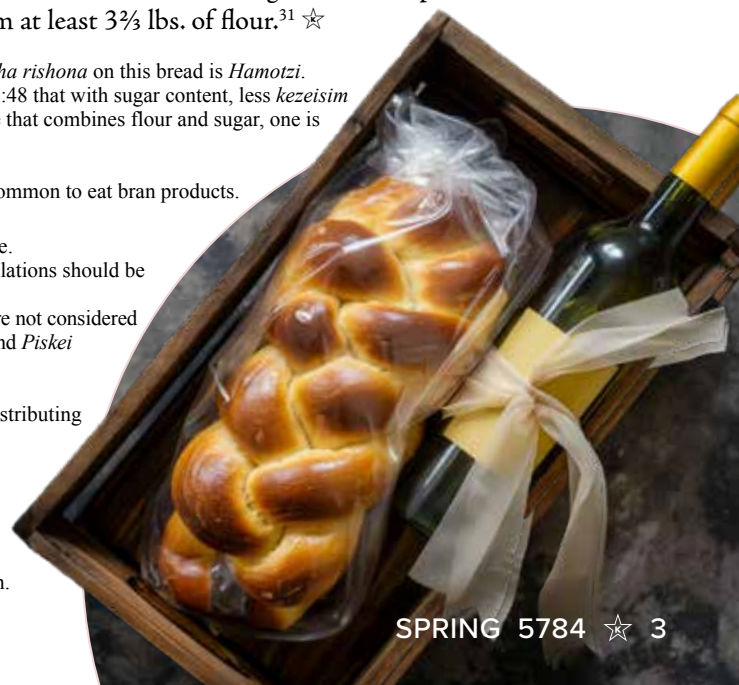 m at least 3⅔ lbs. of flour.³¹ ☆
ha rishona on this bread is Hamotzi.
:48 that with sugar content, less kezeisim
that combines flour and sugar, one is
ommon to eat bran products.
e.
lations should be
re not considered
nd Piskei
stributing
n.
SPRING 5784 ☆ 3